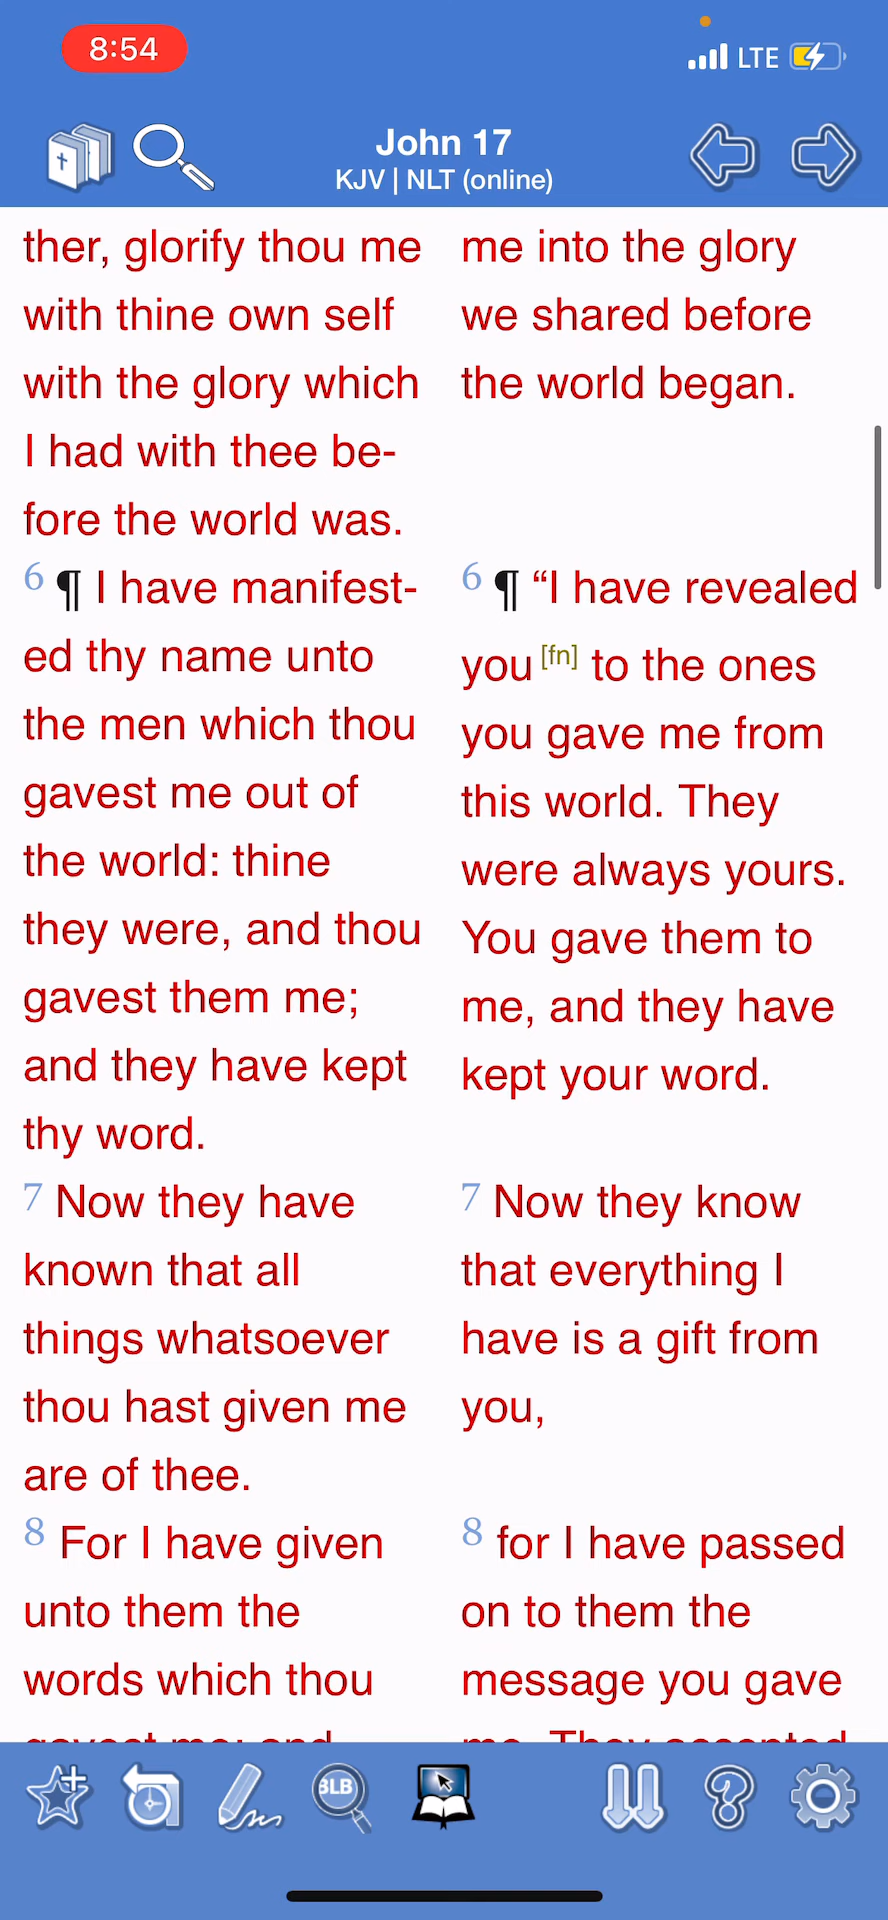 8:54
LTE
John 17
KJV | NLT (online)
ther, glorify thou me
with thine own self
with the glory which
I had with thee be-
fore the world was.
6 ¶ I have manifest-
ed thy name unto
the men which thou
gavest me out of
the world: thine
they were, and thou
gavest them me;
and they have kept
thy word.
7 Now they have
known that all
things whatsoever
thou hast given me
are of thee.
8 For I have given
unto them the
words which thou
gavest me; and
me into the glory
we shared before
the world began.
6 ¶ “I have revealed
you [fn] to the ones
you gave me from
this world. They
were always yours.
You gave them to
me, and they have
kept your word.
7 Now they know
that everything I
have is a gift from
you,
8 for I have passed
on to them the
message you gave
me. They accepted
BLB